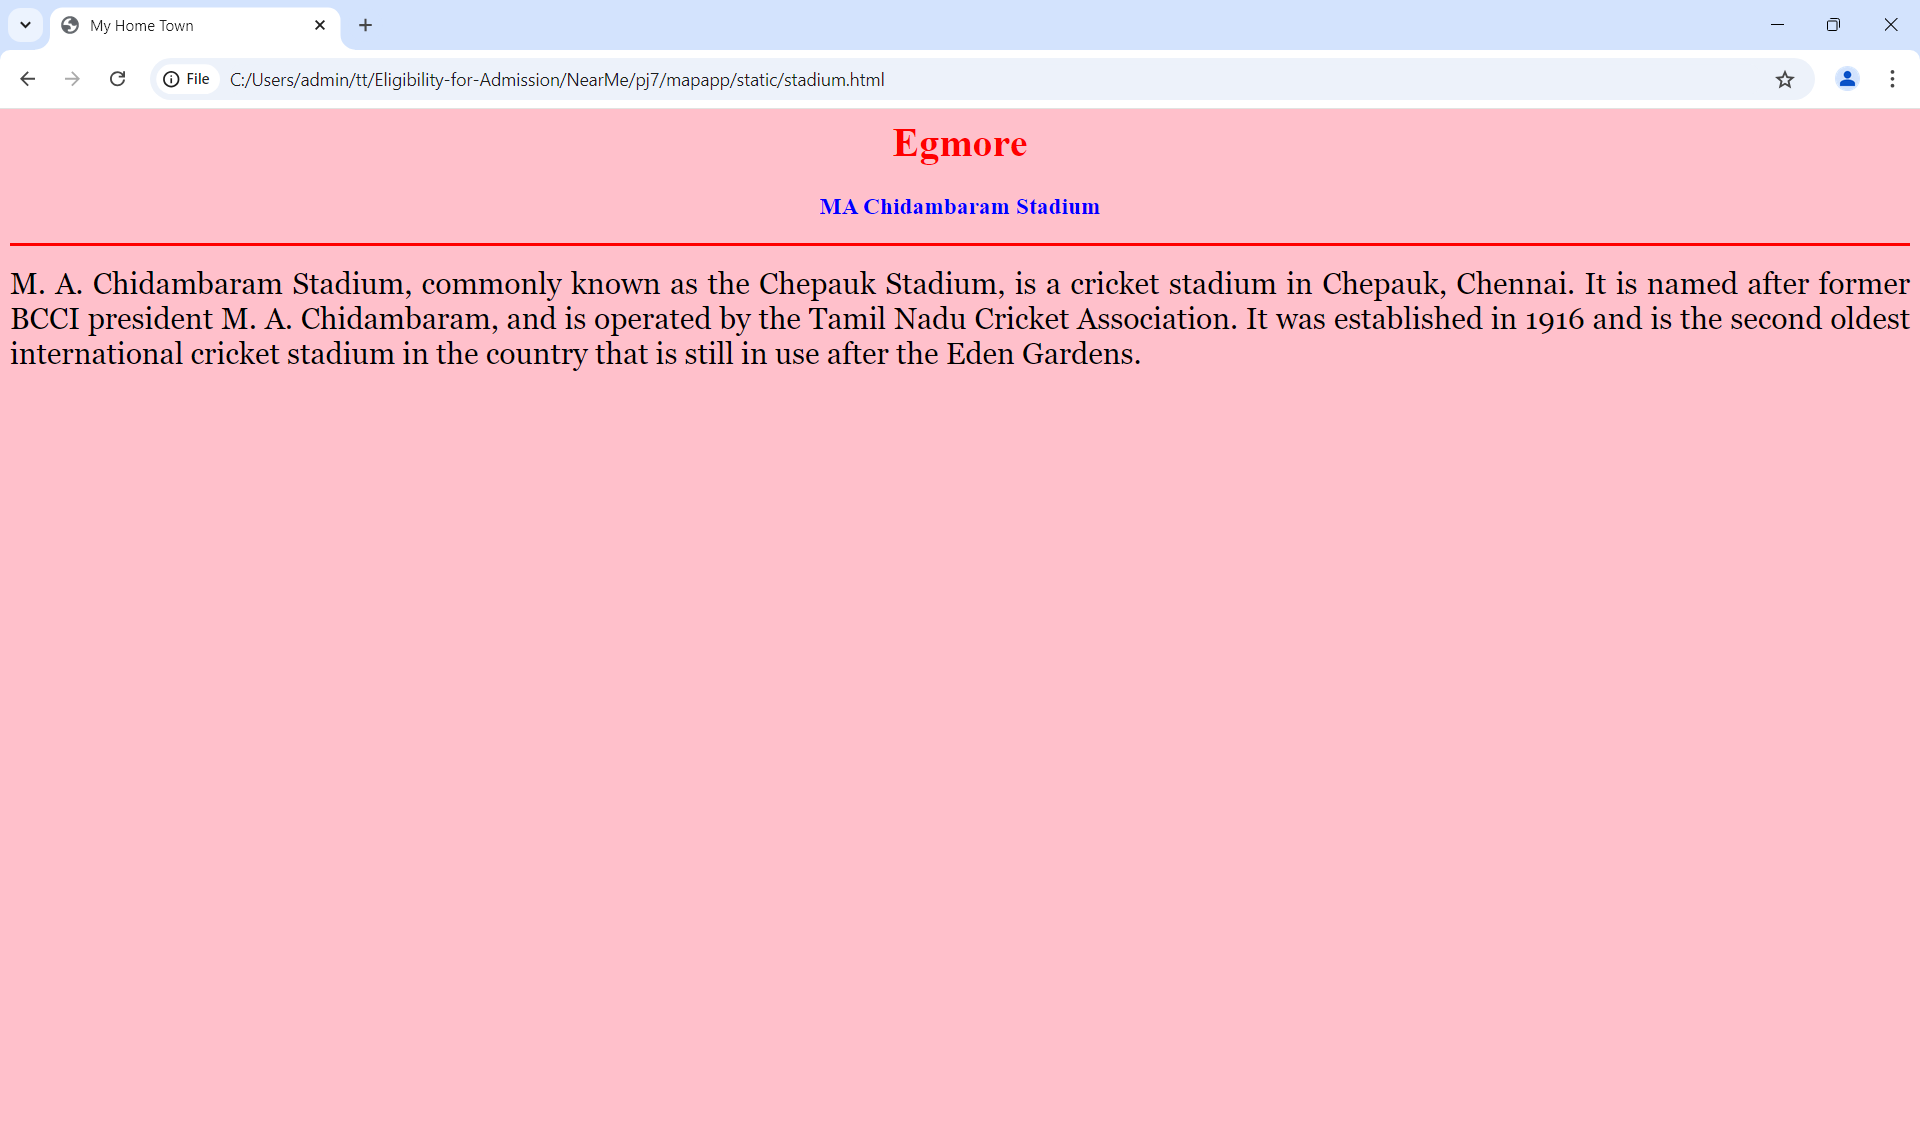 My Home Town
File
C:/Users/admin/tt/Eligibility-for-Admission/NearMe/pj7/mapapp/static/stadium.html
Egmore
MA Chidambaram Stadium
M. A. Chidambaram Stadium, commonly known as the Chepauk Stadium, is a cricket stadium in Chepauk, Chennai. It is named after former
BCCI president M. A. Chidambaram, and is operated by the Tamil Nadu Cricket Association. It was established in 1916 and is the second oldest
international cricket stadium in the country that is still in use after the Eden Gardens.